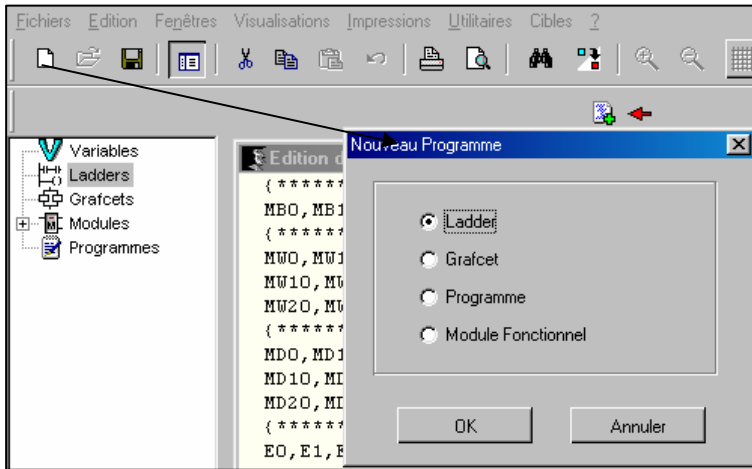 Fichiers Edition Fenêtres Visualisations Impressions Utilitaires Cibles ?
Variables
Ladders
Grafcets
Modules
Programmes
Edition d
{******
MB0,MB1
{******
MW0,MW1
MW10,MW
MW20,MW
{******
MD0,MD1
MD10,MD
MD20,MD
{******
E0,E1,E
Nouveau Programme
Ladder
Grafcet
Programme
Module Fonctionnel
OK Annuler